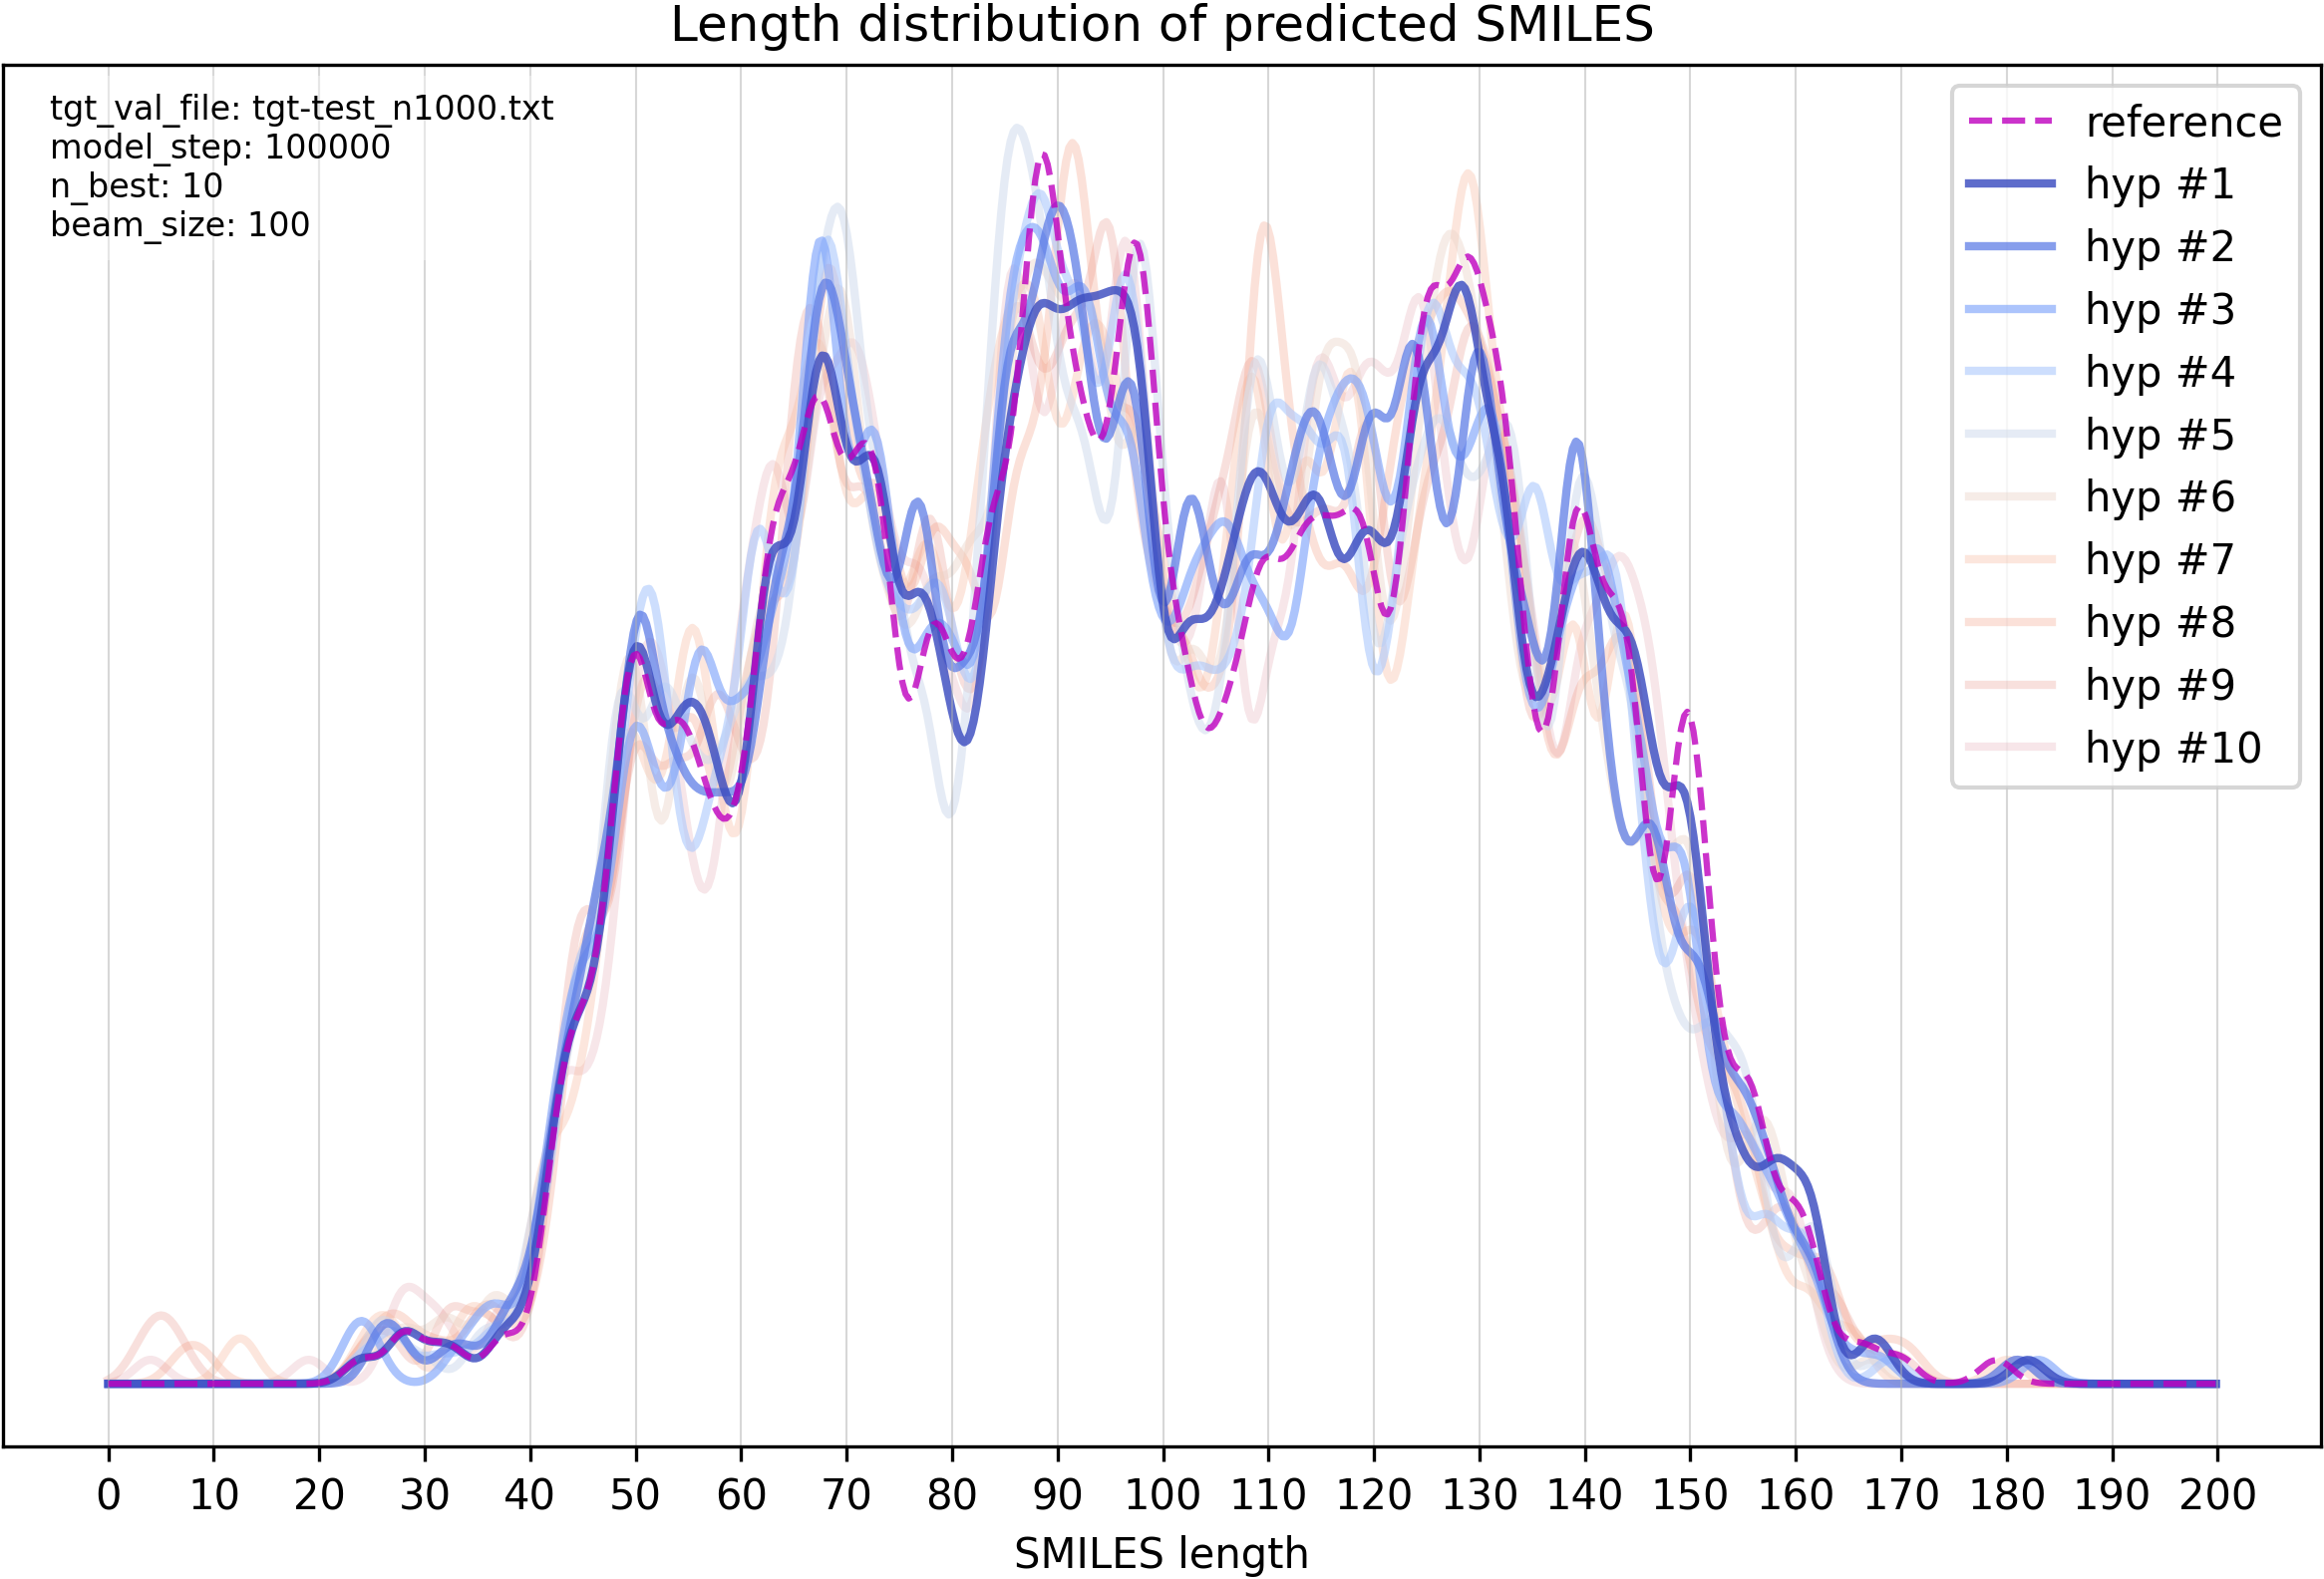 Length distribution of predicted SMILES
tgt_val_file: tgt-test_n1000.txt
model_step: 100000
n_best: 10
beam_size: 100
reference
hyp #1
hyp #2
hyp #3
hyp #4
hyp #5
hyp #6
hyp #7
hyp #8
hyp #9
hyp #10
0 10 20 30 40 50 60 70 80 90 100 110 120 130 140 150 160 170 180 190 200
SMILES length